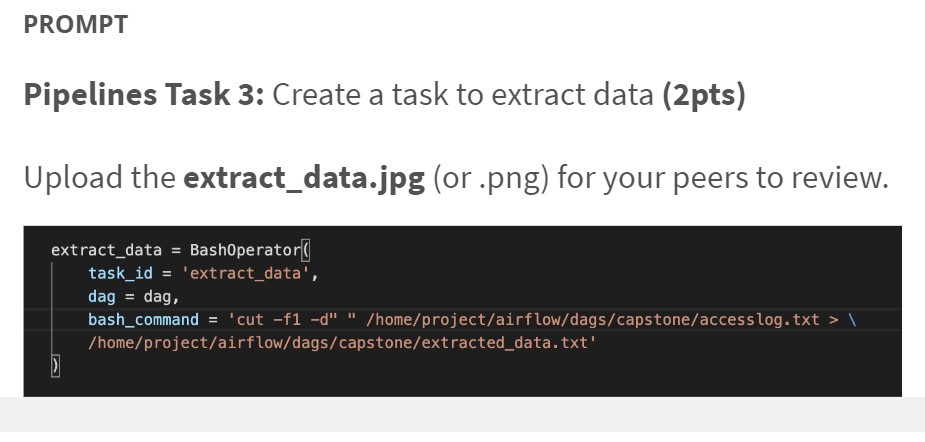 PROMPT
Pipelines Task 3: Create a task to extract data (2pts)
Upload the extract_data.jpg (or .png) for your peers to review.
extract_data = BashOperator(
    task_id = 'extract_data',
    dag = dag,
    bash_command = 'cut -f1 -d" " /home/project/airflow/dags/capstone/accesslog.txt > \
    /home/project/airflow/dags/capstone/extracted_data.txt'
)